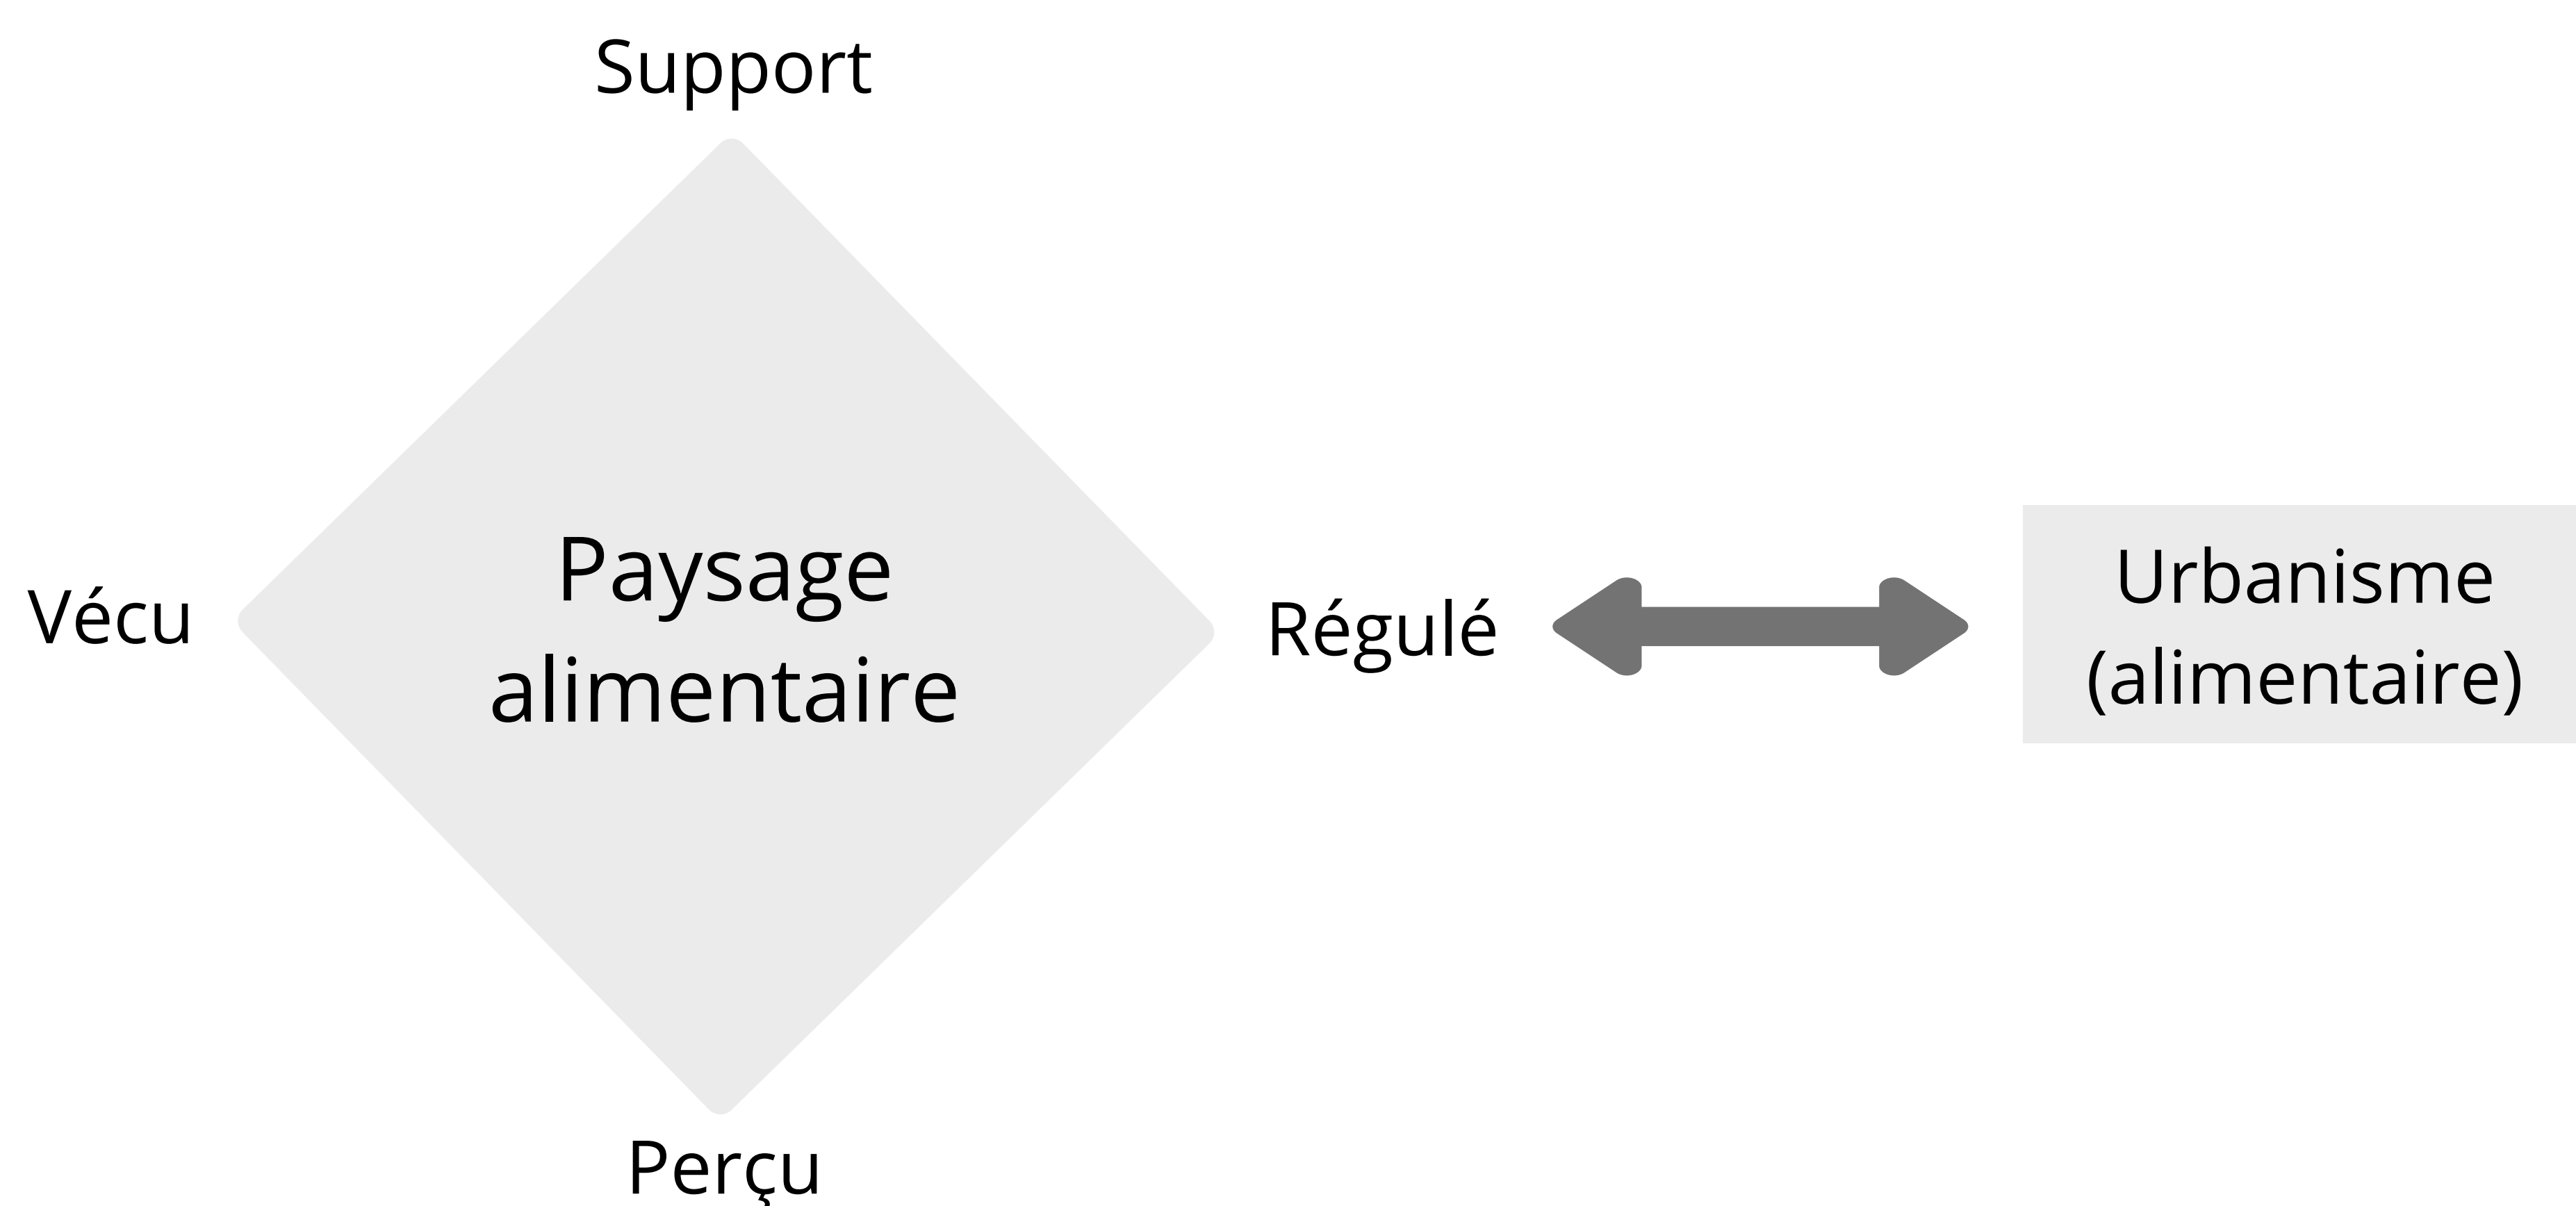 Support
Vécu
Paysage
alimentaire
Régulé
Urbanisme
(alimentaire)
Perçu